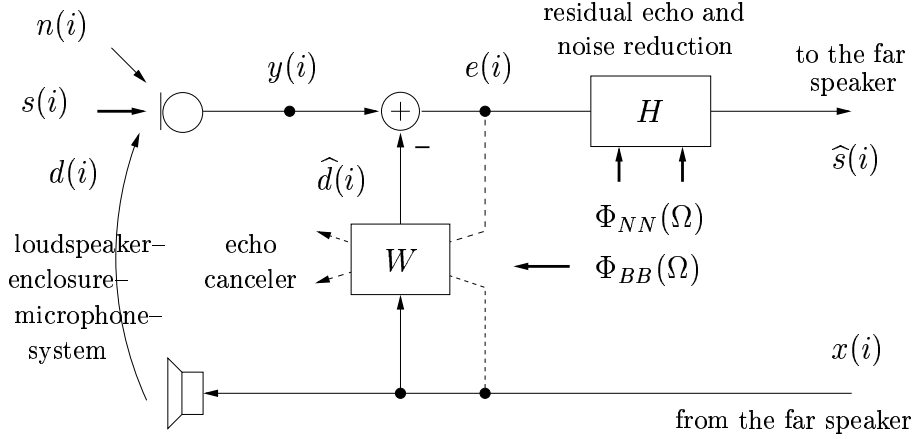 n(i)
s(i)
d(i)
loudspeaker–
enclosure–
microphone–
system
y(i)
+
–
d̂(i)
echo
canceler
W
e(i)
residual echo and
noise reduction
H
Φ_NN(Ω)
Φ_BB(Ω)
to the far
speaker
ŝ(i)
x(i)
from the far speaker